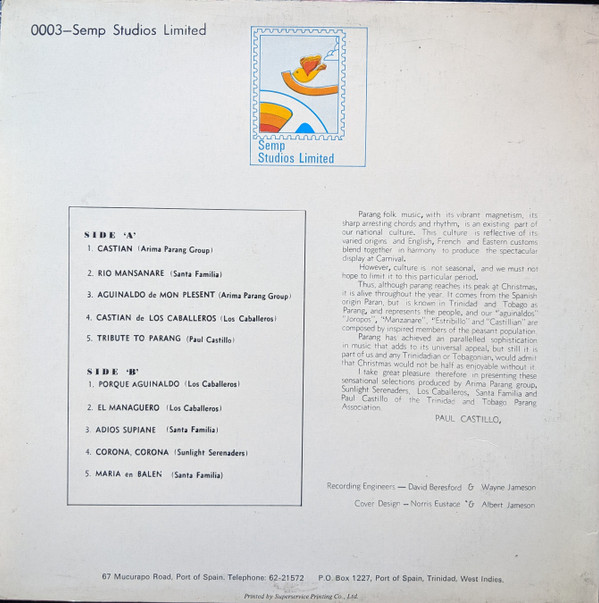 0003—Semp Studios Limited
Semp
Studios Limited
SIDE 'A'
1. CASTIAN (Arima Parang Group)
2. RIO MANSANARE (Santa Familia)
3. AGUINALDO de MON PLESENT (Arima Parang Group)
4. CASTIAN de LOS CABALLEROS (Los Caballeros)
5. TRIBUTE TO PARANG (Paul Castillo)
SIDE 'B'
1. PORQUE AGUINALDO (Los Caballeros)
2. EL MANAGUERO (Los Caballeros)
3. ADIOS SUPIANE (Santa Familia)
4. CORONA, CORONA (Sunlight Serenaders)
5. MARIA en BALEN (Santa Familia)
Parang folk music, with its vibrant magnetism, its
sharp arresting chords and rhythm, is an existing part of
our national culture. This culture is reflective of its
varied origins and English, French and Eastern customs
blend together in harmony to produce the spectacular
display at Carnival.
However, culture is not seasonal, and we must not
hope to limit it to this particular period.
Thus, although parang reaches its peak at Christmas,
it is alive throughout the year. It comes from the Spanish
origin Paran, but is known in Trinidad and Tobago as
Parang, and represents the people, and our "aguinaldos"
"Joropos", "Manzanare", "Estribillo" and "Castillian" are
composed by inspired members of the peasant population.
Parang has achieved an parallelled sophistication
in music that adds to its universal appeal, but still it is
part of us and any Trinidadian or Tobagonian, would admit
that Christmas would not be half as enjoyable without it.
I take great pleasure therefore in presenting these
sensational selections produced by Arima Parang group,
Sunlight Serenaders, Los Caballeros, Santa Familia and
Paul Castillo of the Trinidad and Tobago Parang
Association.
PAUL CASTILLO,
Recording Engineers — David Beresford & Wayne Jameson
Cover Design — Norris Eustace & Albert Jameson
67 Mucurapo Road, Port of Spain, Telephone: 62-21572 P.O. Box 1227, Port of Spain, Trinidad, West Indies.
Printed by Superservice Printing Co., Ltd.